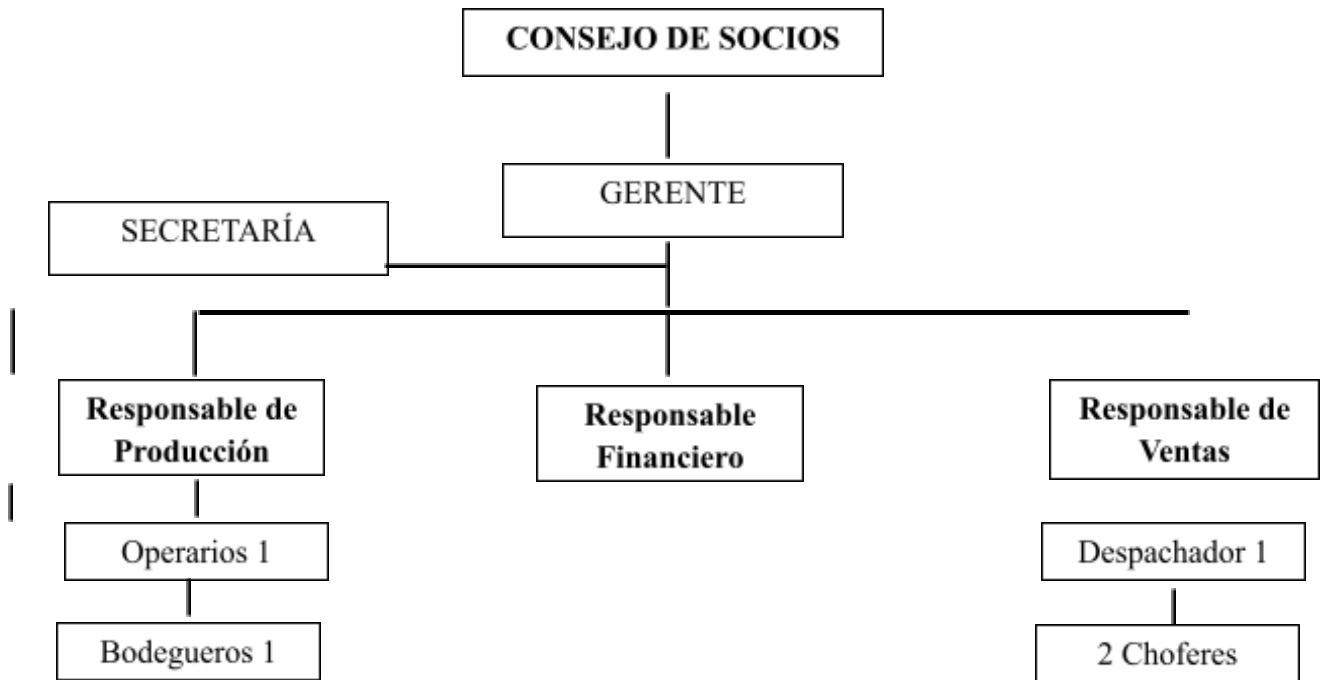 CONSEJO DE SOCIOS
GERENTE
SECRETARÍA
Responsable de
Producción
Responsable
Financiero
Responsable de
Ventas
Operarios 1
Despachador 1
Bodegueros 1
2 Choferes